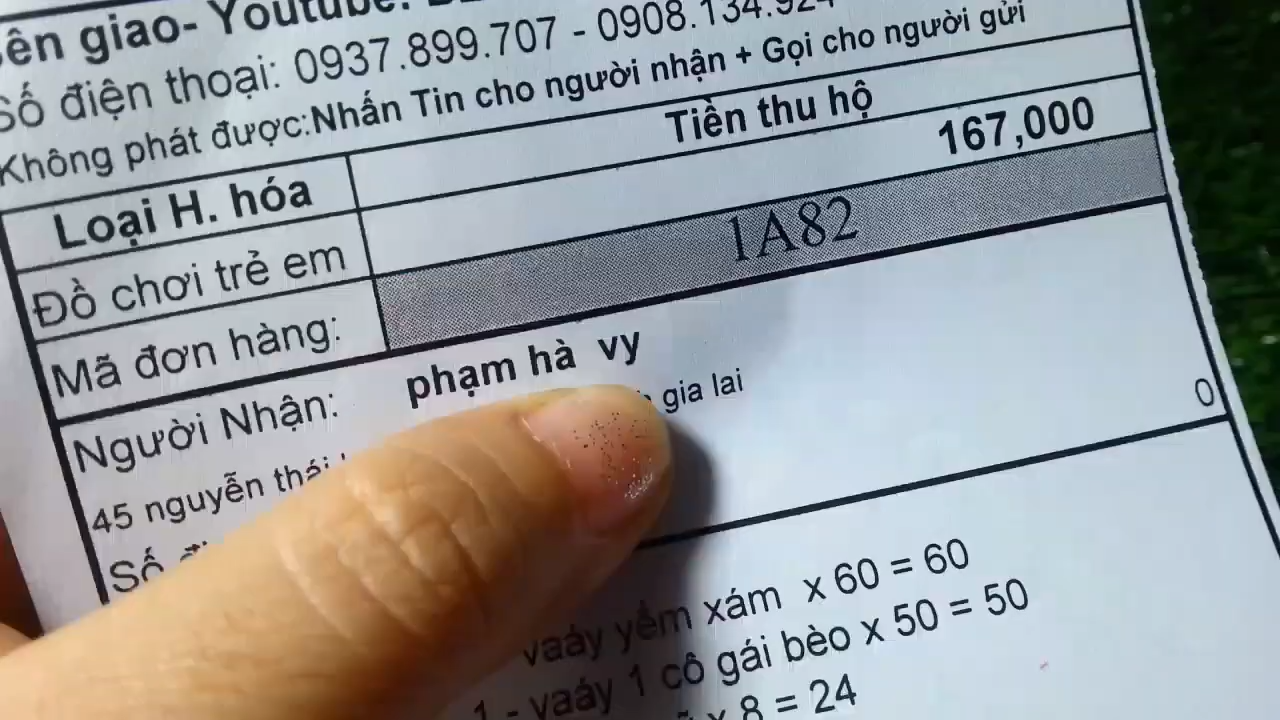 giao- Youtube:
Số điện thoại: 0937.899.707 - 0908.134.924
Không phát được:Nhắn Tin cho người nhận + Gọi cho người gửi
Loại H. hóa Tiền thu hộ
Đồ chơi trẻ em 167,000
Mã đơn hàng: 1A82
Người Nhận: phạm hà vy
45 nguyễn thái gia lai
Số 0
vaáy yếm xám x 60 = 60
1 - vaáy 1 cô gái bèo x 50 = 50
x 8 = 24